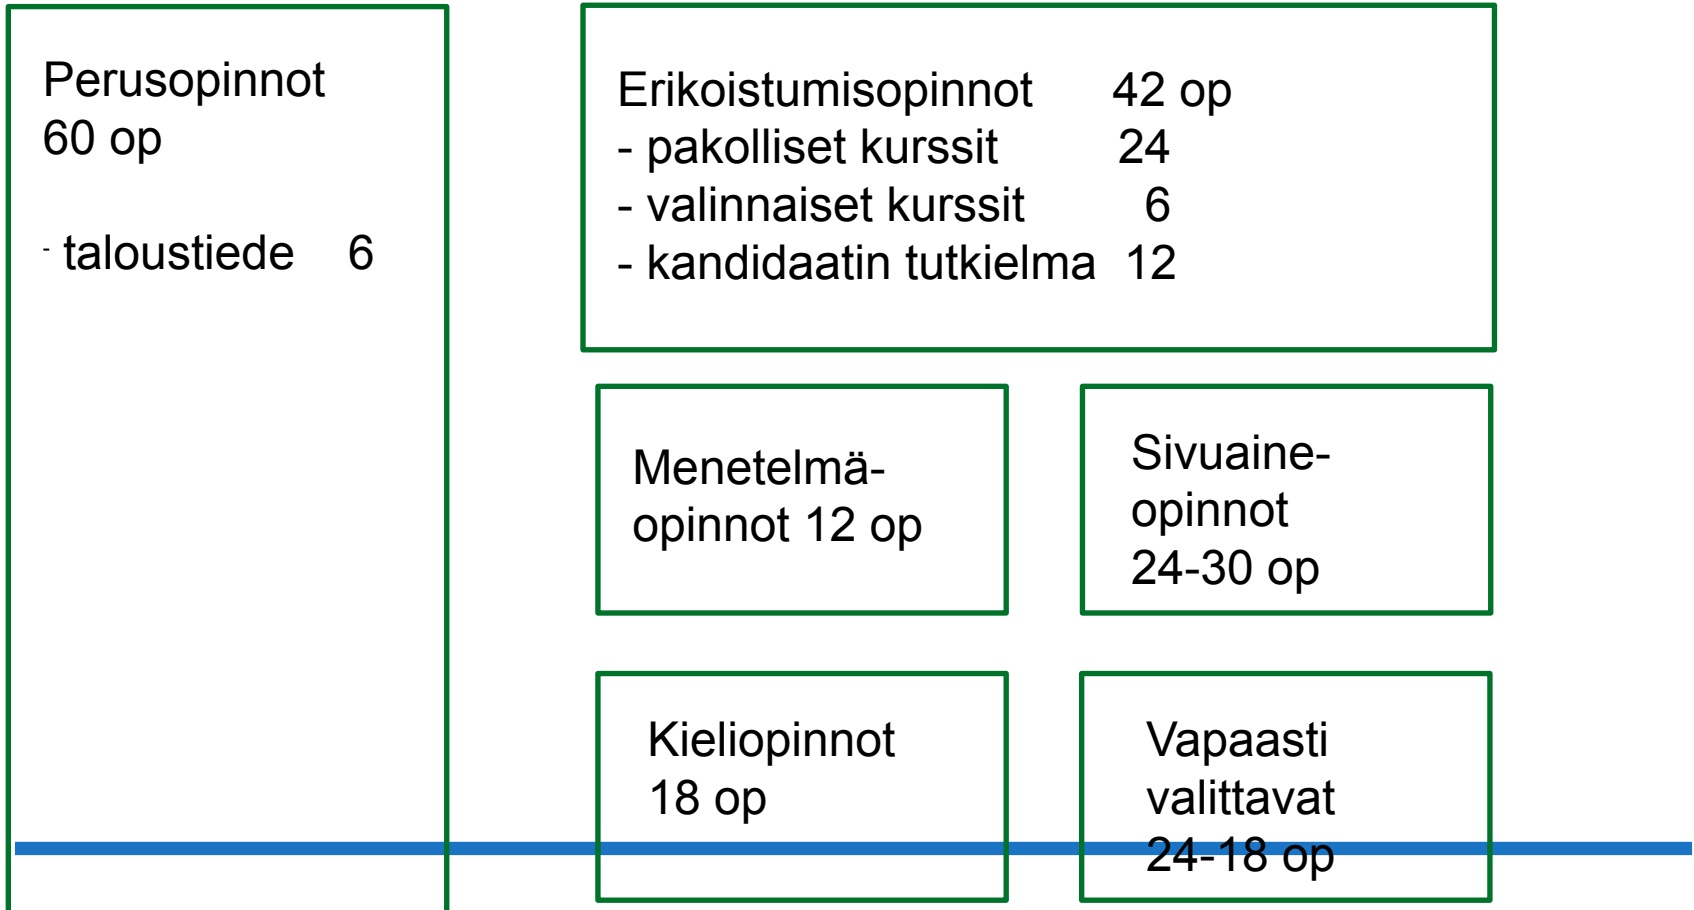 Perusopinnot
60 op
- taloustiede 6
Erikoistumisopinnot 42 op
- pakolliset kurssit 24
- valinnaiset kurssit 6
- kandidaatin tutkielma 12
Menetelmä-
opinnot 12 op
Sivuaine-
opinnot
24-30 op
Kieliopinnot
18 op
Vapaasti
valittavat
24-18 op